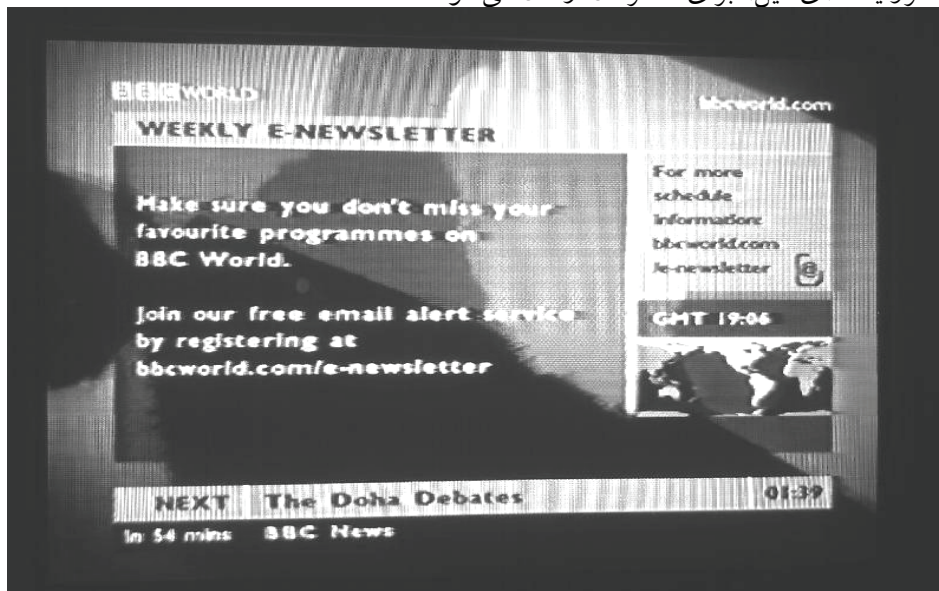 BBC WORLD
bbcworld.com
WEEKLY E-NEWSLETTER
Make sure you don't miss your
favourite programmes on
BBC World.
Join our free email alert service
by registering at
bbcworld.com/e-newsletter
For more
schedule
information:
bbcworld.com
/e-newsletter @
GMT 19:06
NEXT The Doha Debates 01:39
In 54 mins BBC News